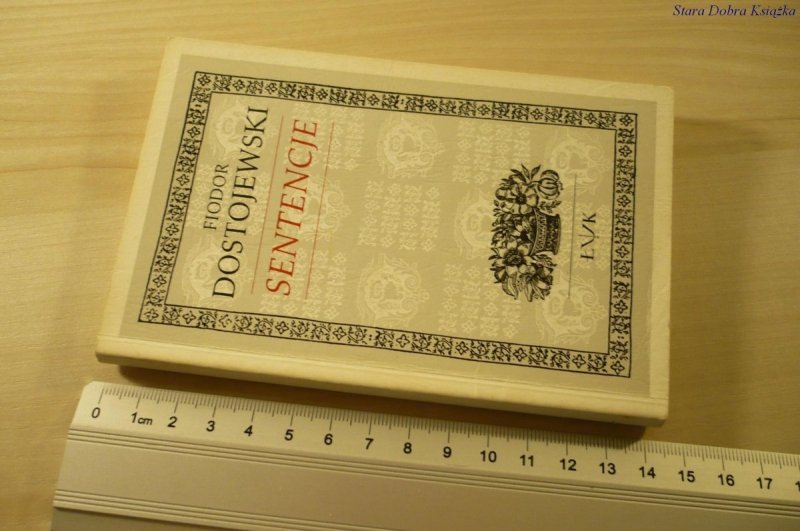 Stara Dobra Książka
FIODOR
DOSTOJEWSKI
SENTENCJE
Ł\/K
0 1cm 2 3 4 5 6 7 8 9 10 11 12 13 14 15 16 17